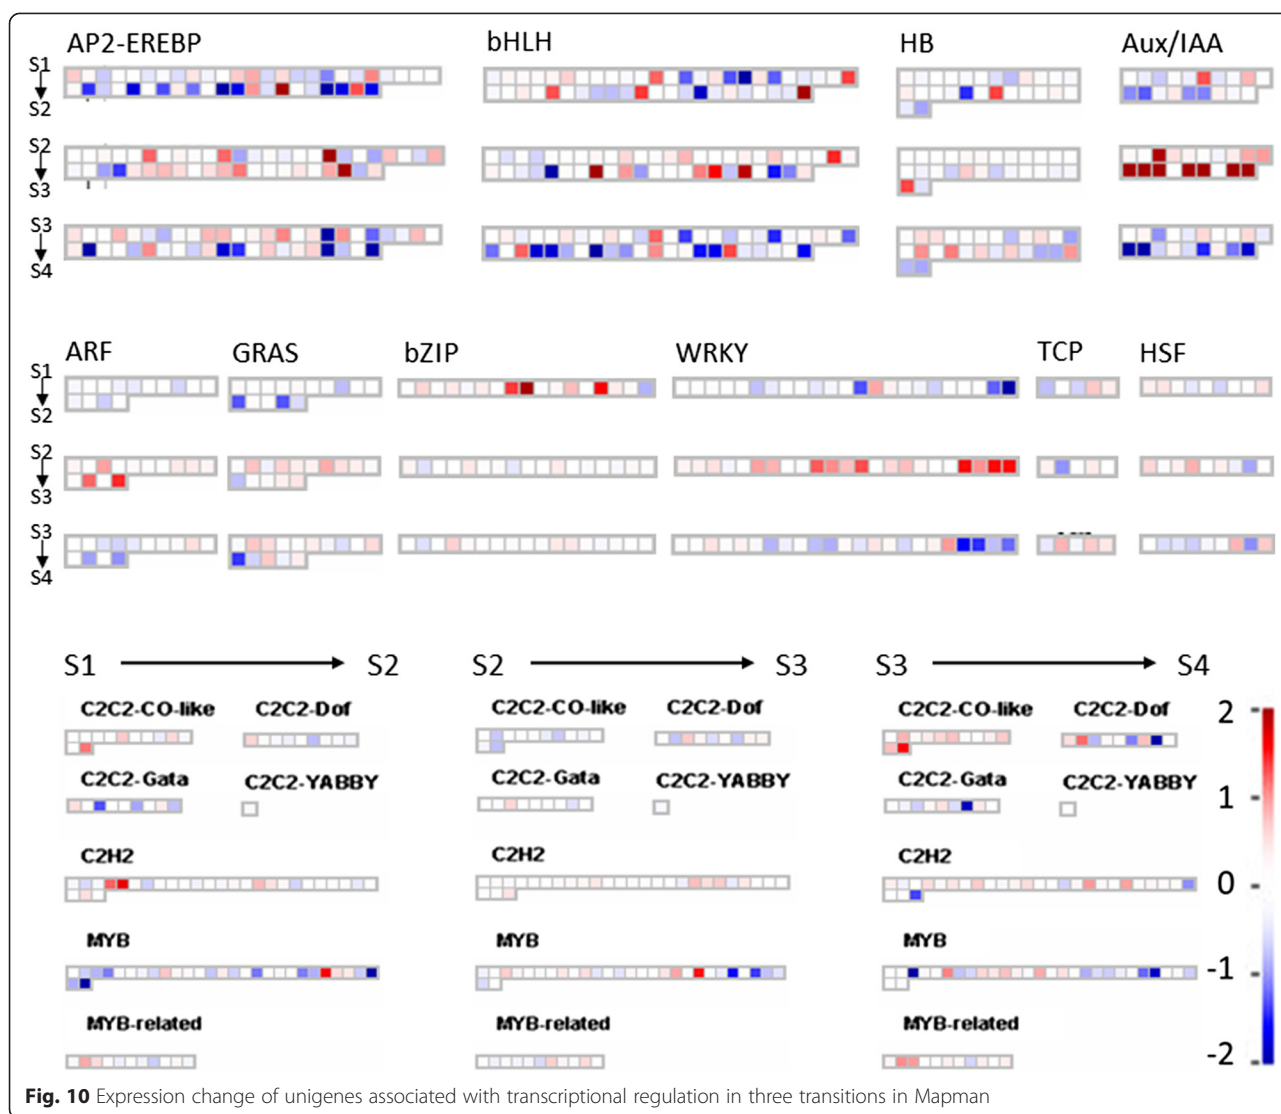 AP2-EREBP bHLH HB Aux/IAA
S1
S2
S2
S3
S3
S4
ARF GRAS bZIP WRKY TCP HSF
S1
S2
S2
S3
S3
S4
S1 S2 S2 S3 S3 S4
C2C2-CO-like C2C2-Dof C2C2-CO-like C2C2-Dof C2C2-CO-like C2C2-Dof 2
C2C2-Gata C2C2-YABBY C2C2-Gata C2C2-YABBY C2C2-Gata C2C2-YABBY 1
C2H2 C2H2 C2H2 0
MYB MYB MYB -1
MYB-related MYB-related MYB-related -2
Fig. 10 Expression change of unigenes associated with transcriptional regulation in three transitions in Mapman